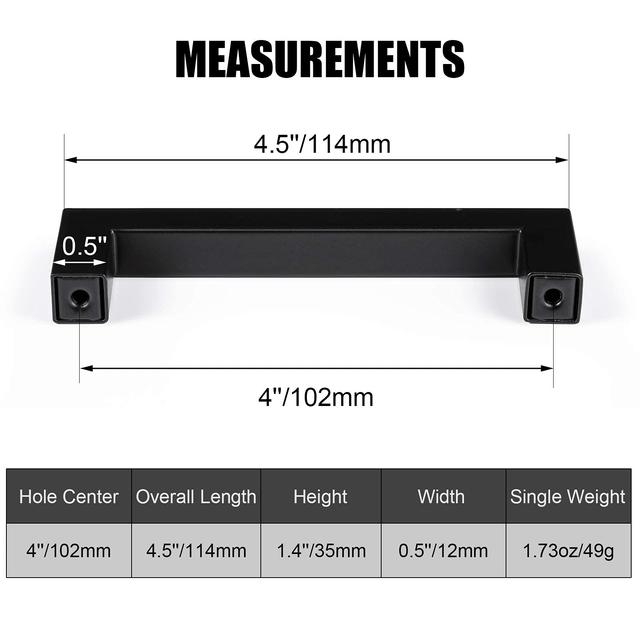 MEASUREMENTS
4.5"/114mm
0.5"
4"/102mm
Hole Center Overall Length Height Width Single Weight
4"/102mm 4.5"/114mm 1.4"/35mm 0.5"/12mm 1.73oz/49g